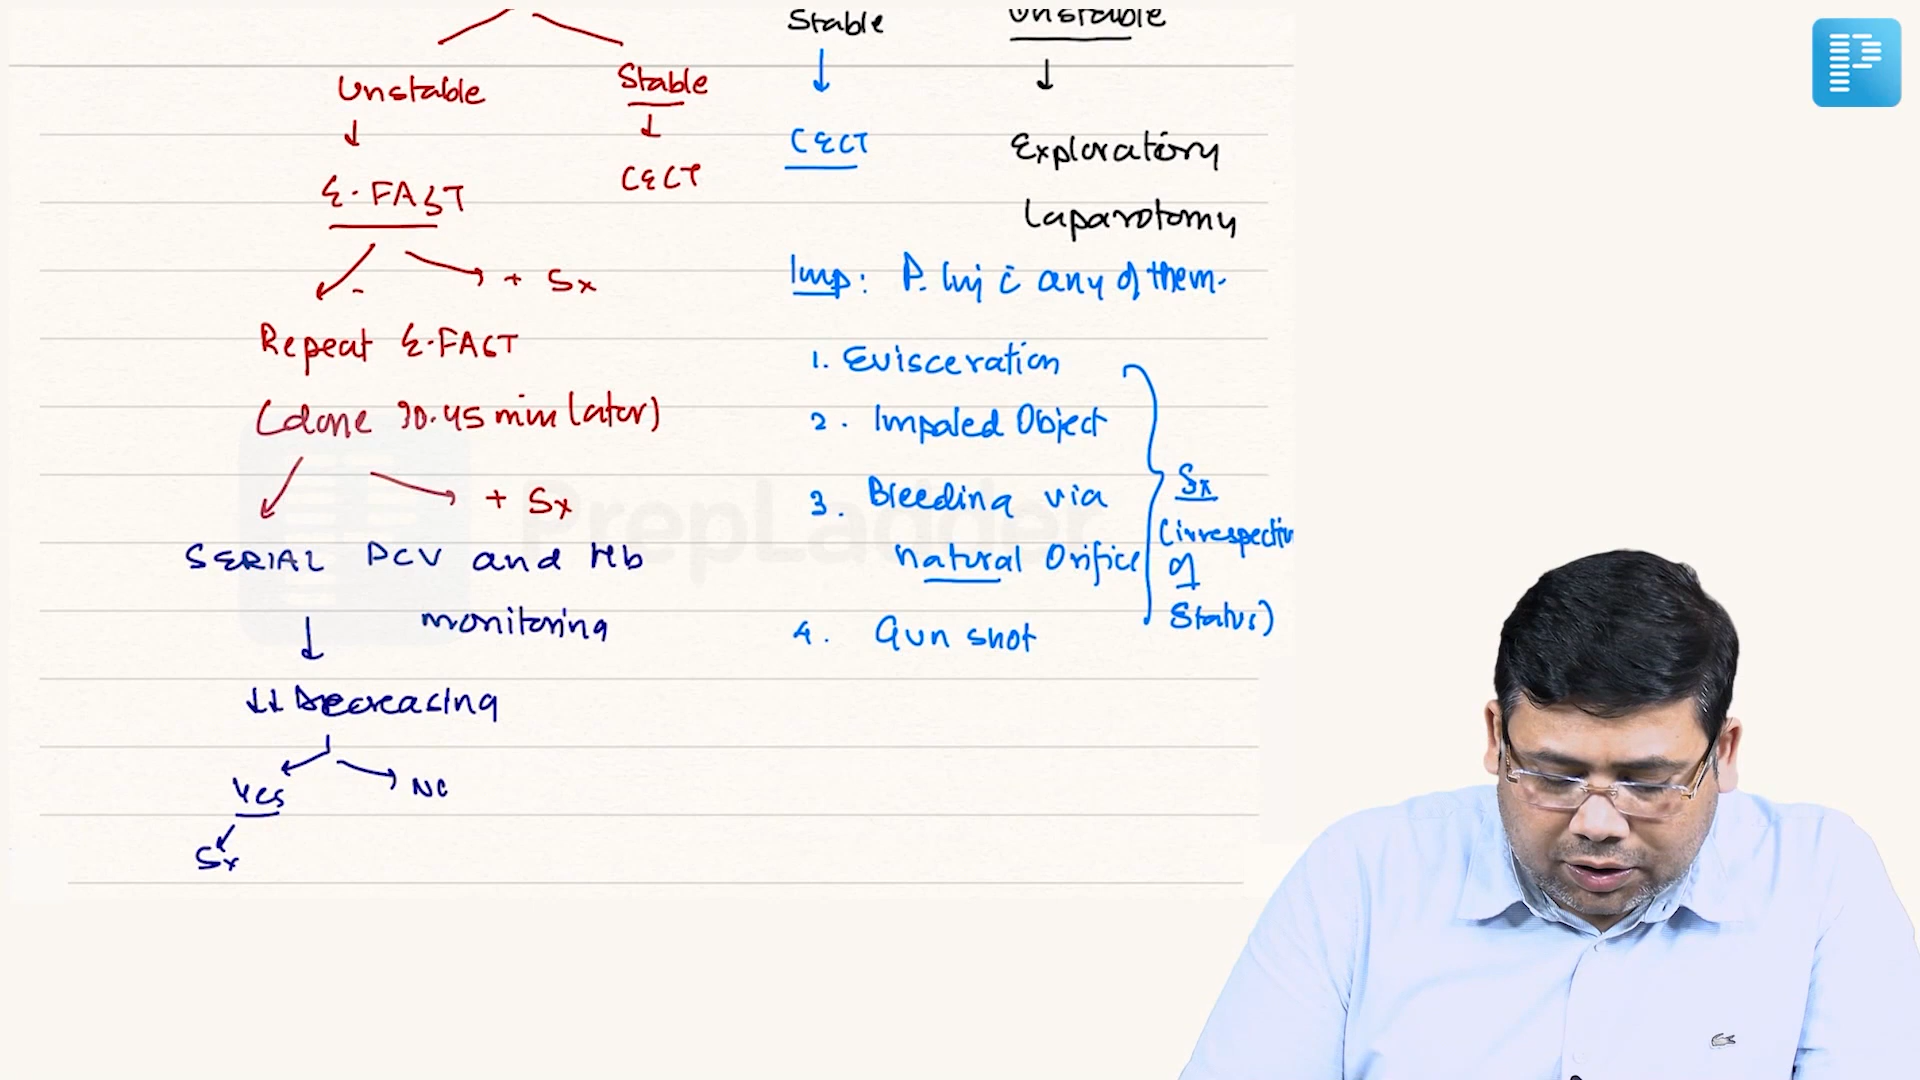 Unstable
Stable
↓
↓
E-FAST
CECT
-
+ Sx
Repeat E-FAST
(done 30-45 min later)
+ Sx
SERIAL PCV and Hb
monitoring
↓
↓↓ Decreasing
Yes
No
Sx
Stable
Unstable
↓
↓
CECT
Exploratory
Laparotomy
Imp: P. Inj c̄ any of them.
1. Evisceration
2. Impaled Object
3. Bleeding via
natural Orifice
4. Gun shot
Sx
(irrespective
of
Status)
PrepLadder